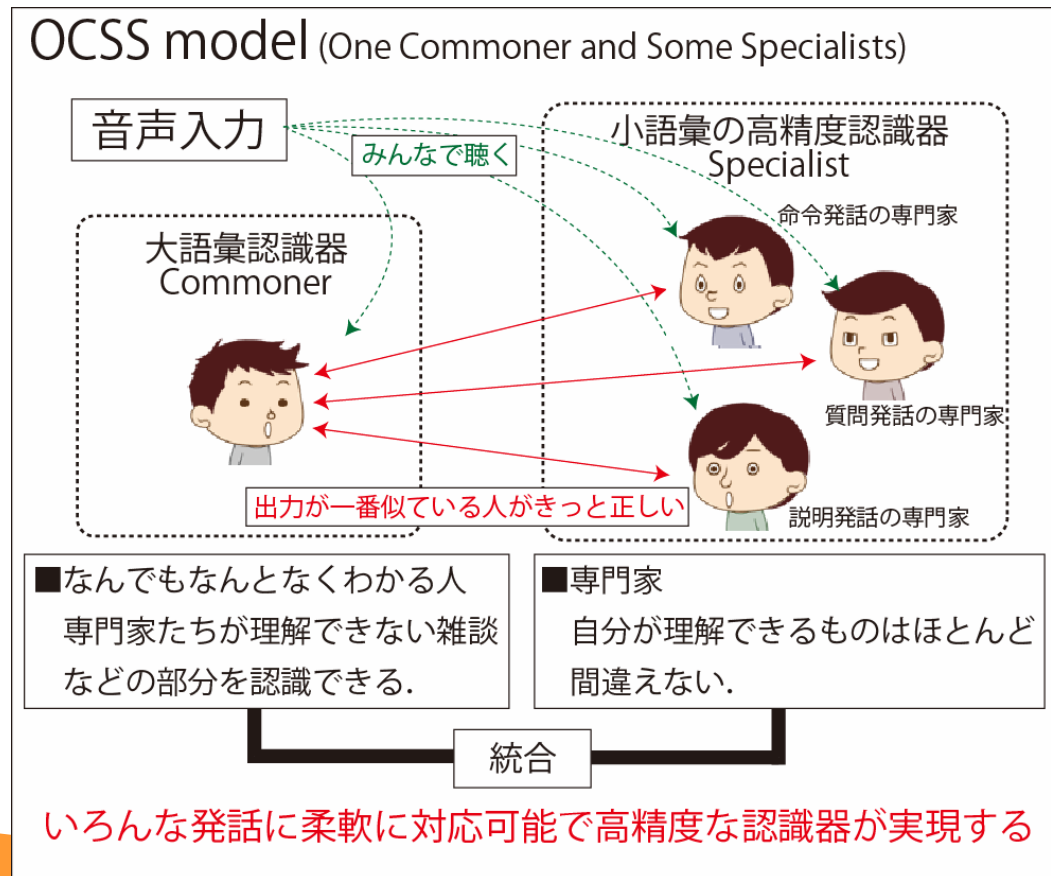 OCSS model (One Commoner and Some Specialists)
音声入力
みんなで聴く
小語彙の高精度認識器
Specialist
命令発話の専門家
大語彙認識器
Commoner
質問発話の専門家
出力が一番似ている人がきっと正しい
説明発話の専門家
■なんでもなんとなくわかる人
専門家たちが理解できない雑談
などの部分を認識できる.
■専門家
自分が理解できるものはほとんど
間違えない.
統合
いろんな発話に柔軟に対応可能で高精度な認識器が実現する